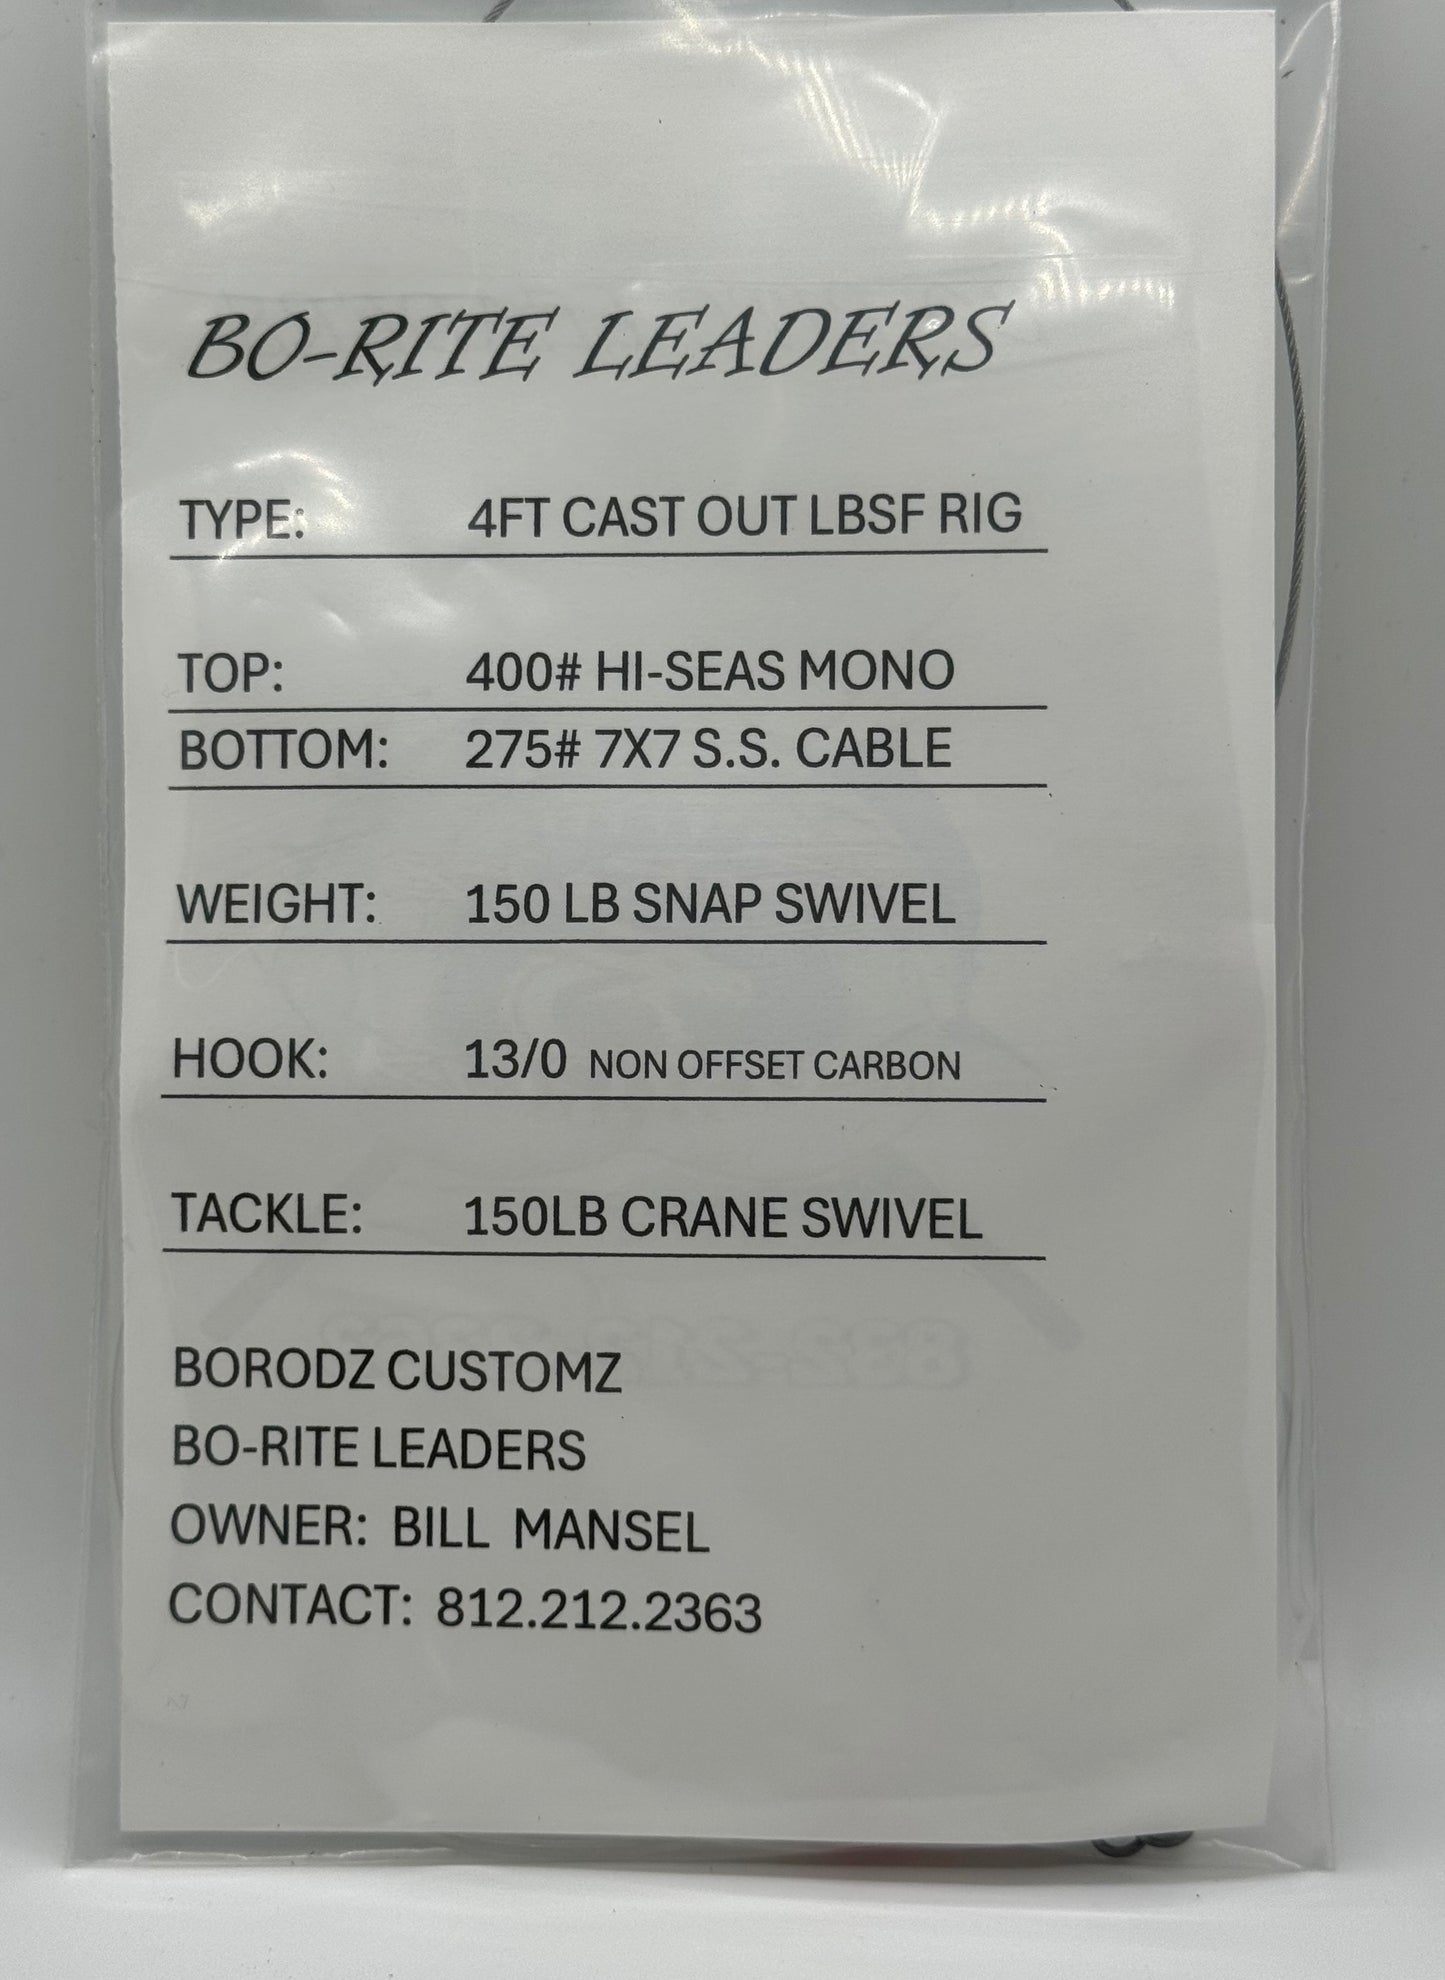 BO-RITE LEADERS
TYPE: 4FT CAST OUT LBSF RIG
TOP: 400# HI-SEAS MONO
BOTTOM: 275# 7X7 S.S. CABLE
WEIGHT: 150 LB SNAP SWIVEL
HOOK: 13/0 NON OFFSET CARBON
TACKLE: 150LB CRANE SWIVEL
BORODZ CUSTOMZ
BO-RITE LEADERS
OWNER: BILL MANSEL
CONTACT: 812.212.2363